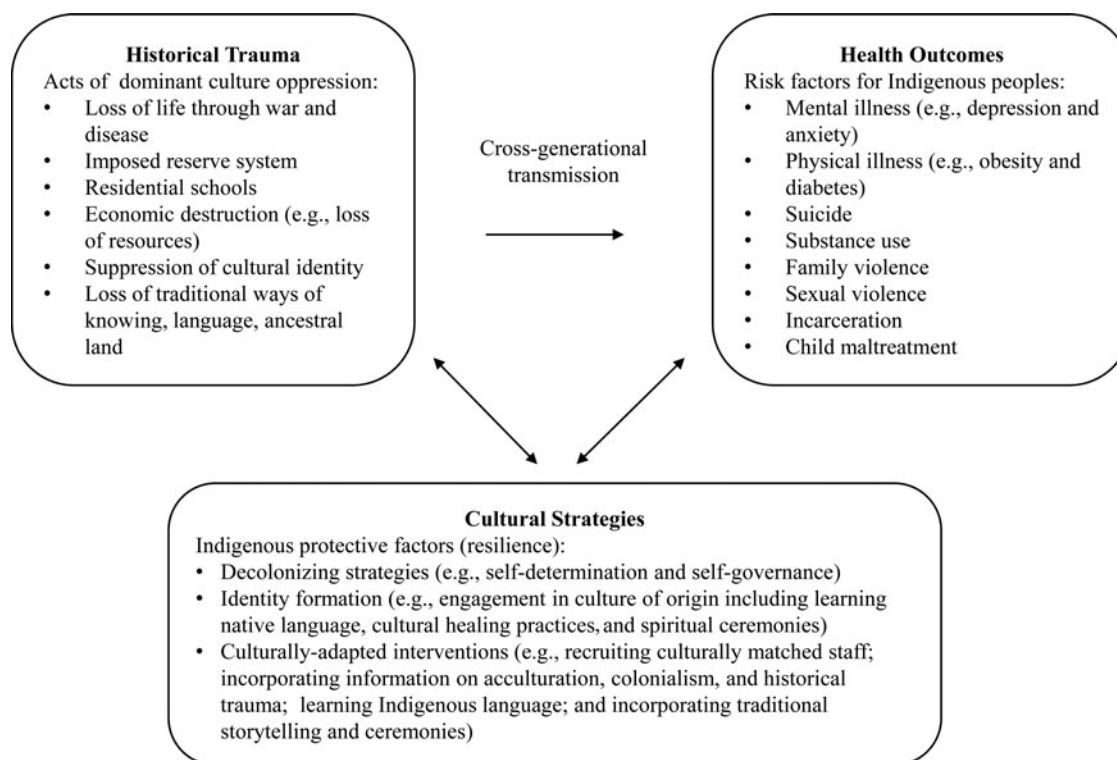 Historical Trauma
Acts of dominant culture oppression:
• Loss of life through war and
disease
• Imposed reserve system
• Residential schools
• Economic destruction (e.g., loss
of resources)
• Suppression of cultural identity
• Loss of traditional ways of
knowing, language, ancestral
land
Cross-generational
transmission
Health Outcomes
Risk factors for Indigenous peoples:
• Mental illness (e.g., depression and
anxiety)
• Physical illness (e.g., obesity and
diabetes)
• Suicide
• Substance use
• Family violence
• Sexual violence
• Incarceration
• Child maltreatment
Cultural Strategies
Indigenous protective factors (resilience):
• Decolonizing strategies (e.g., self-determination and self-governance)
• Identity formation (e.g., engagement in culture of origin including learning
native language, cultural healing practices, and spiritual ceremonies)
• Culturally-adapted interventions (e.g., recruiting culturally matched staff;
incorporating information on acculturation, colonialism, and historical
trauma; learning Indigenous language; and incorporating traditional
storytelling and ceremonies)